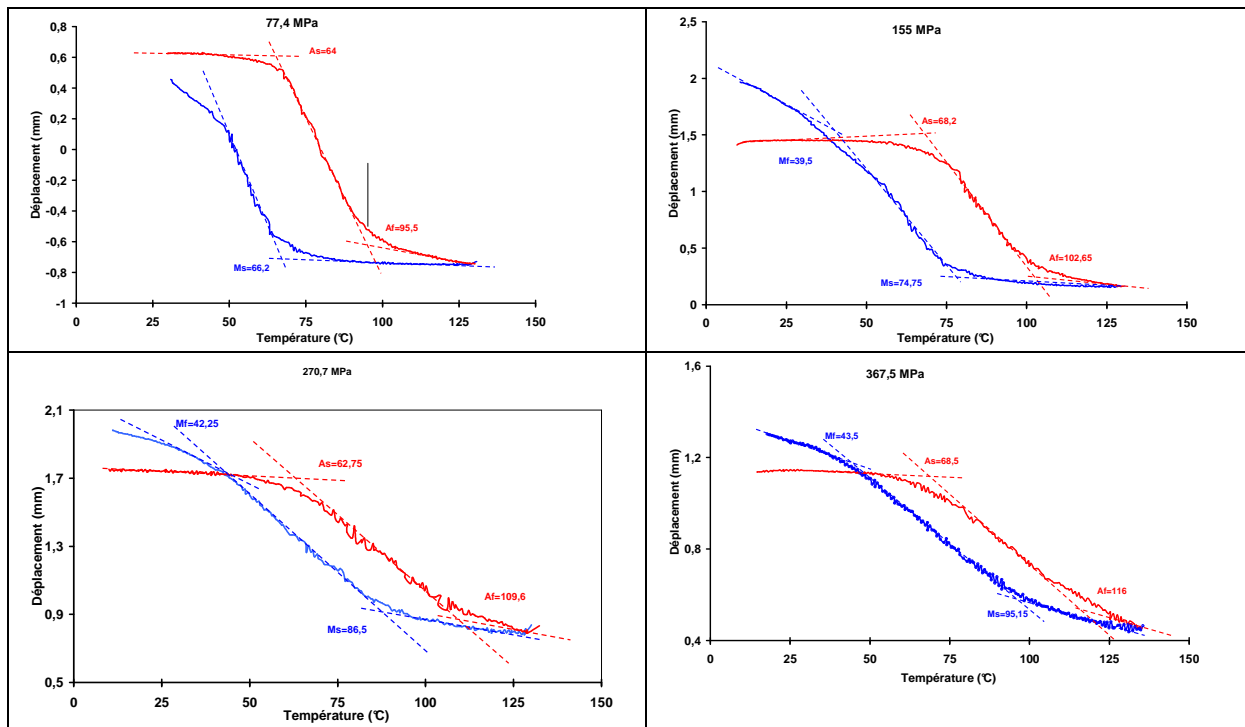 77,4 MPa
0,8
0,6
0,4
0,2
0
-0,2
-0,4
-0,6
-0,8
-1
Déplacement (mm)
As=64
Af=95,5
Ms=66,2
0 25 50 75 100 125 150
Température (°C)
155 MPa
2,5
2
1,5
1
0,5
0
Déplacement (mm)
As=68,2
Mf=39,5
Af=102,65
Ms=74,75
0 25 50 75 100 125 150
Température (°C)
270,7 MPa
2,1
1,7
1,3
0,9
0,5
Déplacement (mm)
Mf=42,25
As=62,75
Af=109,6
Ms=86,5
0 25 50 75 100 125 150
Température (°C)
367,5 MPa
1,6
1,2
0,8
0,4
Déplacement (mm)
Mf=43,5
As=68,5
Af=116
Ms=95,15
0 25 50 75 100 125 150
Température (°C)